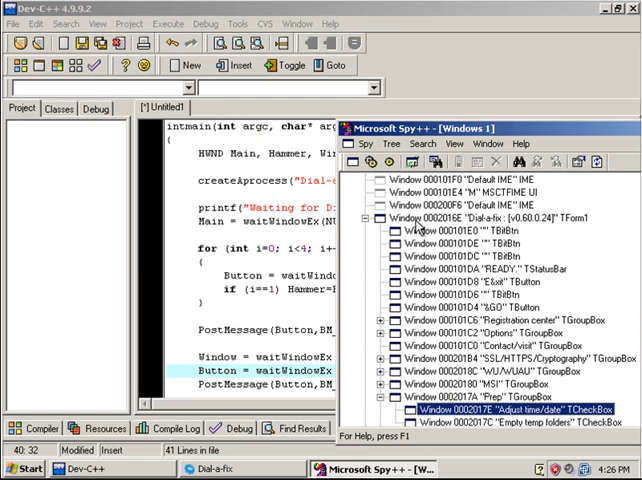 Dev-C++ 4.9.9.2
File Edit Search View Project Execute Debug Tools CVS Window Help
New Insert Toggle Goto
Project Classes Debug [*] Untitled1
intmain(int argc, char* arg
{
HWND Main, Hammer, Win
createAprocess("Dial-a
printf("Waiting for Di
Main = waitWindowEx(NU
for (int i=0; i<4; i+
{
Button = waitWindow
if (i==1) Hammer=B
}
PostMessage(Button,BM_
Window = waitWindowEx
Button = waitWindowEx
PostMessage(Button,BM_
Microsoft Spy++ - [Windows 1]
Spy Tree Search View Window Help
Window 000101F0 "Default IME" IME
Window 000101E4 "M" MSCTFIME UI
Window 000200F6 "Default IME" IME
Window 0002016E "Dial-a-fix : [v0.60.0.24]" TForm1
Window 000101E0 "" TBitBtn
Window 000101DE "" TBitBtn
Window 000101DC "" TBitBtn
Window 000101DA "READY." TStatusBar
Window 000101D8 "E&xit" TButton
Window 000101D6 "" TBitBtn
Window 000101D4 "&GO" TButton
Window 000101C6 "Registration center" TGroupBox
Window 000101C2 "Options" TGroupBox
Window 000101C0 "Contact/visit" TGroupBox
Window 000201B4 "SSL/HTTPS/Cryptography" TGroupBox
Window 0002018C "WU/WUAU" TGroupBox
Window 00020180 "MSI" TGroupBox
Window 0002017A "Prep" TGroupBox
Window 0002017E "Adjust time/date" TCheckBox
Window 0002017C "Empty temp folders" TCheckBox
For Help, press F1
Compiler Resources Compile Log Debug Find Results
40: 32 Modified Insert 41 Lines in file
Start Dev-C++ Dial-a-fix Microsoft Spy++ - [W... 4:26 PM